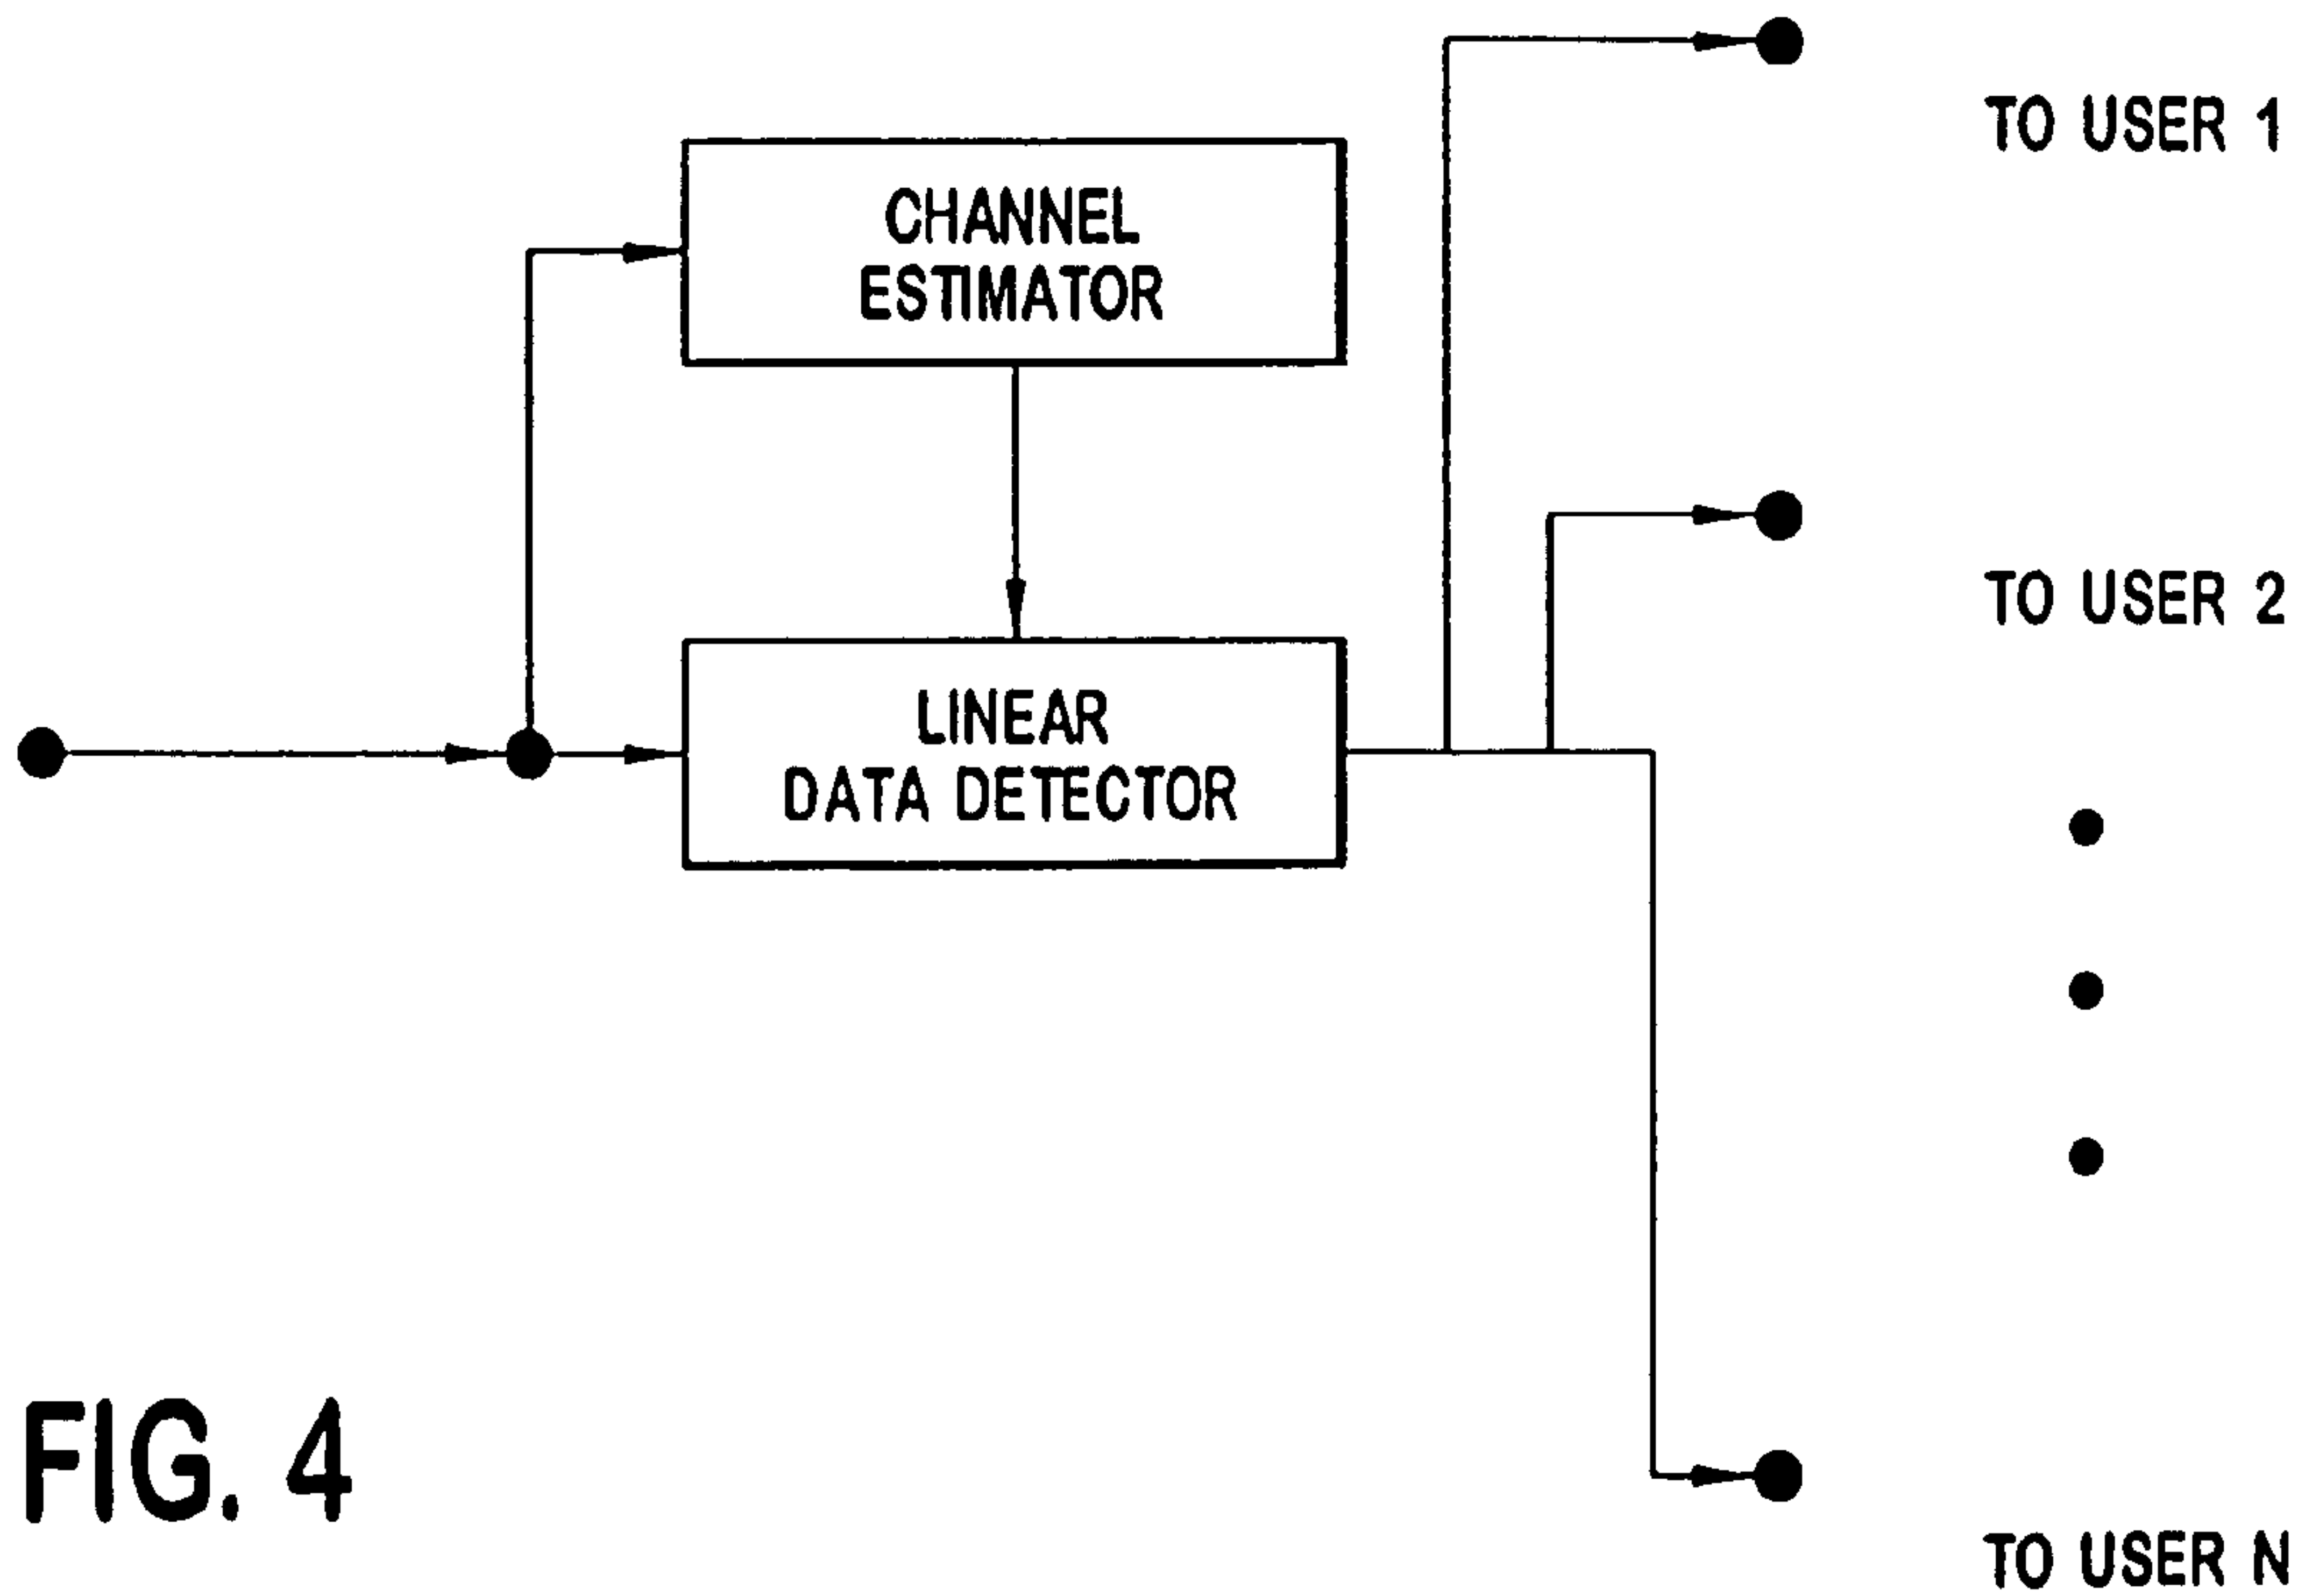 TO USER 1
CHANNEL
ESTIMATOR
TO USER 2
LINEAR
DATA DETECTOR
FIG. 4
TO USER N